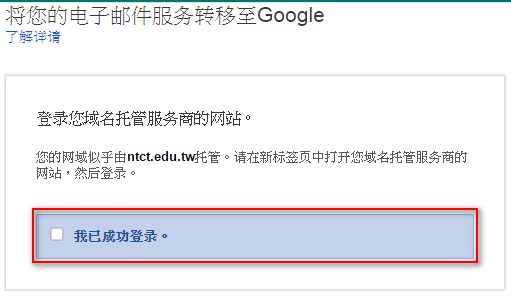 将您的电子邮件服务转移至Google
了解详请
登录您域名托管服务商的网站。
您的网域似乎由ntct.edu.tw托管。请在新标签页中打开您域名托管服务商的
网站，然后登录。
我已成功登录。